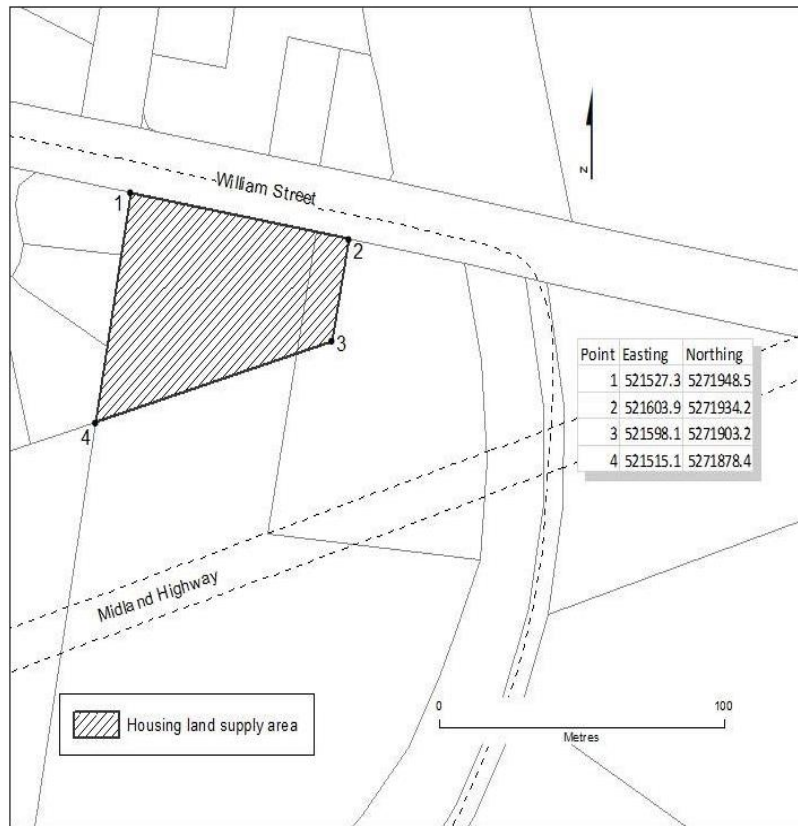 N
William Street
1
2
3
4
Point Easting Northing
1 521527.3 5271948.5
2 521603.9 5271934.2
3 521598.1 5271903.2
4 521515.1 5271878.4
Midland Highway
Housing land supply area
0 100
Metres